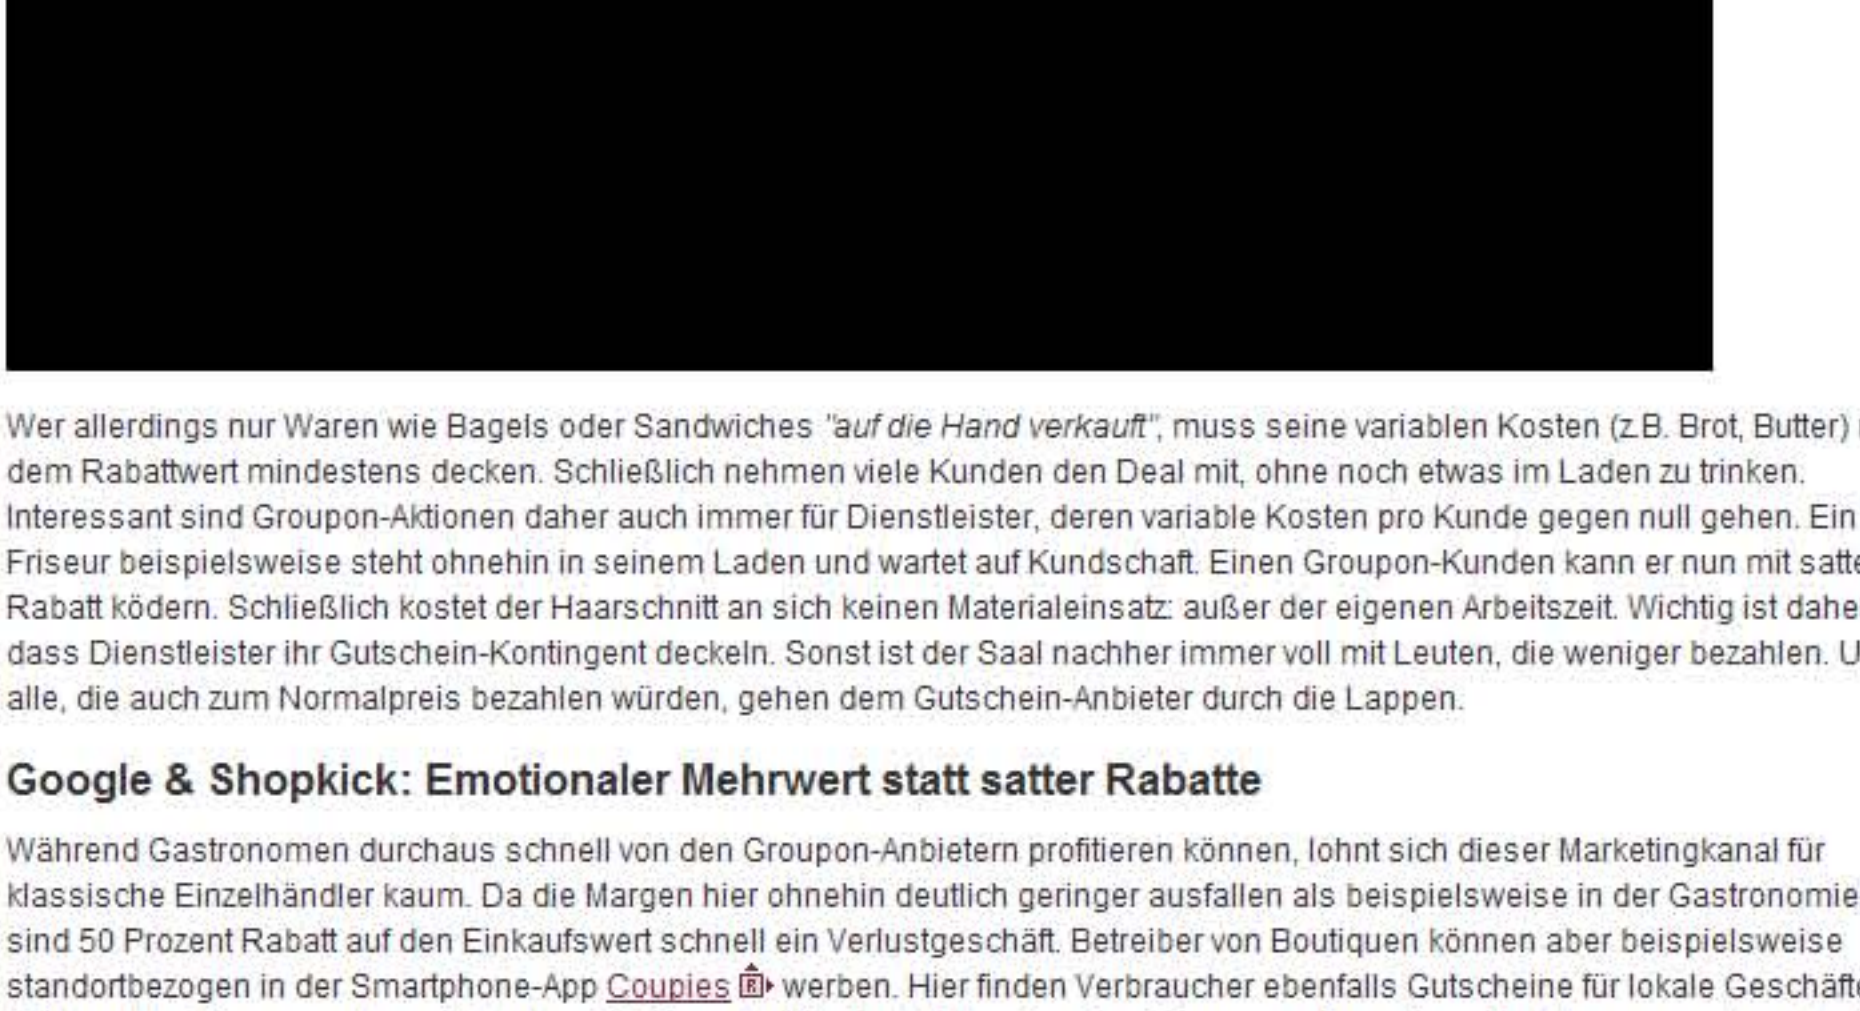 Wer allerdings nur Waren wie Bagels oder Sandwiches "auf die Hand verkauft", muss seine variablen Kosten (z.B. Brot, Butter)
dem Rabattwert mindestens decken. Schließlich nehmen viele Kunden den Deal mit, ohne noch etwas im Laden zu trinken.
Interessant sind Groupon-Aktionen daher auch immer für Dienstleister, deren variable Kosten pro Kunde gegen null gehen. Ein
Friseur beispielsweise steht ohnehin in seinem Laden und wartet auf Kundschaft. Einen Groupon-Kunden kann er nun mit satte
Rabatt ködern. Schließlich kostet der Haarschnitt an sich keinen Materialeinsatz: außer der eigenen Arbeitszeit. Wichtig ist dahe
dass Dienstleister ihr Gutschein-Kontingent deckeln. Sonst ist der Saal nachher immer voll mit Leuten, die weniger bezahlen. U
alle, die auch zum Normalpreis bezahlen würden, gehen dem Gutschein-Anbieter durch die Lappen.
Google & Shopkick: Emotionaler Mehrwert statt satter Rabatte
Während Gastronomen durchaus schnell von den Groupon-Anbietern profitieren können, lohnt sich dieser Marketingkanal für
klassische Einzelhändler kaum. Da die Margen hier ohnehin deutlich geringer ausfallen als beispielsweise in der Gastronomie
sind 50 Prozent Rabatt auf den Einkaufswert schnell ein Verlustgeschäft. Betreiber von Boutiquen können aber beispielsweise
standortbezogen in der Smartphone-App Coupies R werben. Hier finden Verbraucher ebenfalls Gutscheine für lokale Geschäfte